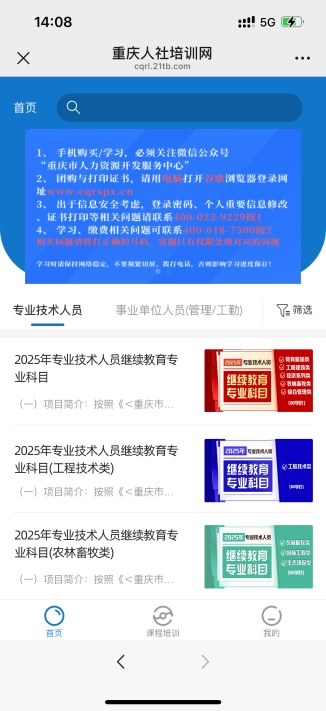 14:08
5G
重庆人社培训网
cqrl.21tb.com
首页
1、 手机购买/学习，必须关注微信公众号
“重庆市人力资源开发服务中心”
2、 团购与打印证书，请用电脑打开谷歌浏览器登录网
址www.cqrspx.cn
3、 出于信息安全考虑，登录密码、个人重要信息修改
、证书打印等相关问题请联系400-023-9229按1
4、 学习、缴费相关问题可联系400-618-7500按2
相关问题请拨打正确的号码，客服只有权限处理对应的问题
学习时请保持网络稳定，不要频繁切屏、拨打电话，否则影响学习进度保存！
专业技术人员
事业单位人员(管理/工勤)
筛选
2025年专业技术人员继续教育专
业科目
（一）项目简介：按照《<重庆市...
2025年 专业技术人员
继续教育
专业科目
2025年专业技术人员继续教育专
业科目(工程技术类)
（一）项目简介：按照《<重庆市...
2025年 专业技术人员
继续教育
专业科目
工程技术类
2025年专业技术人员继续教育专
业科目(农林畜牧类)
（一）项目简介：按照《<重庆市...
2025年 专业技术人员
继续教育
专业科目
首页
课程培训
我的